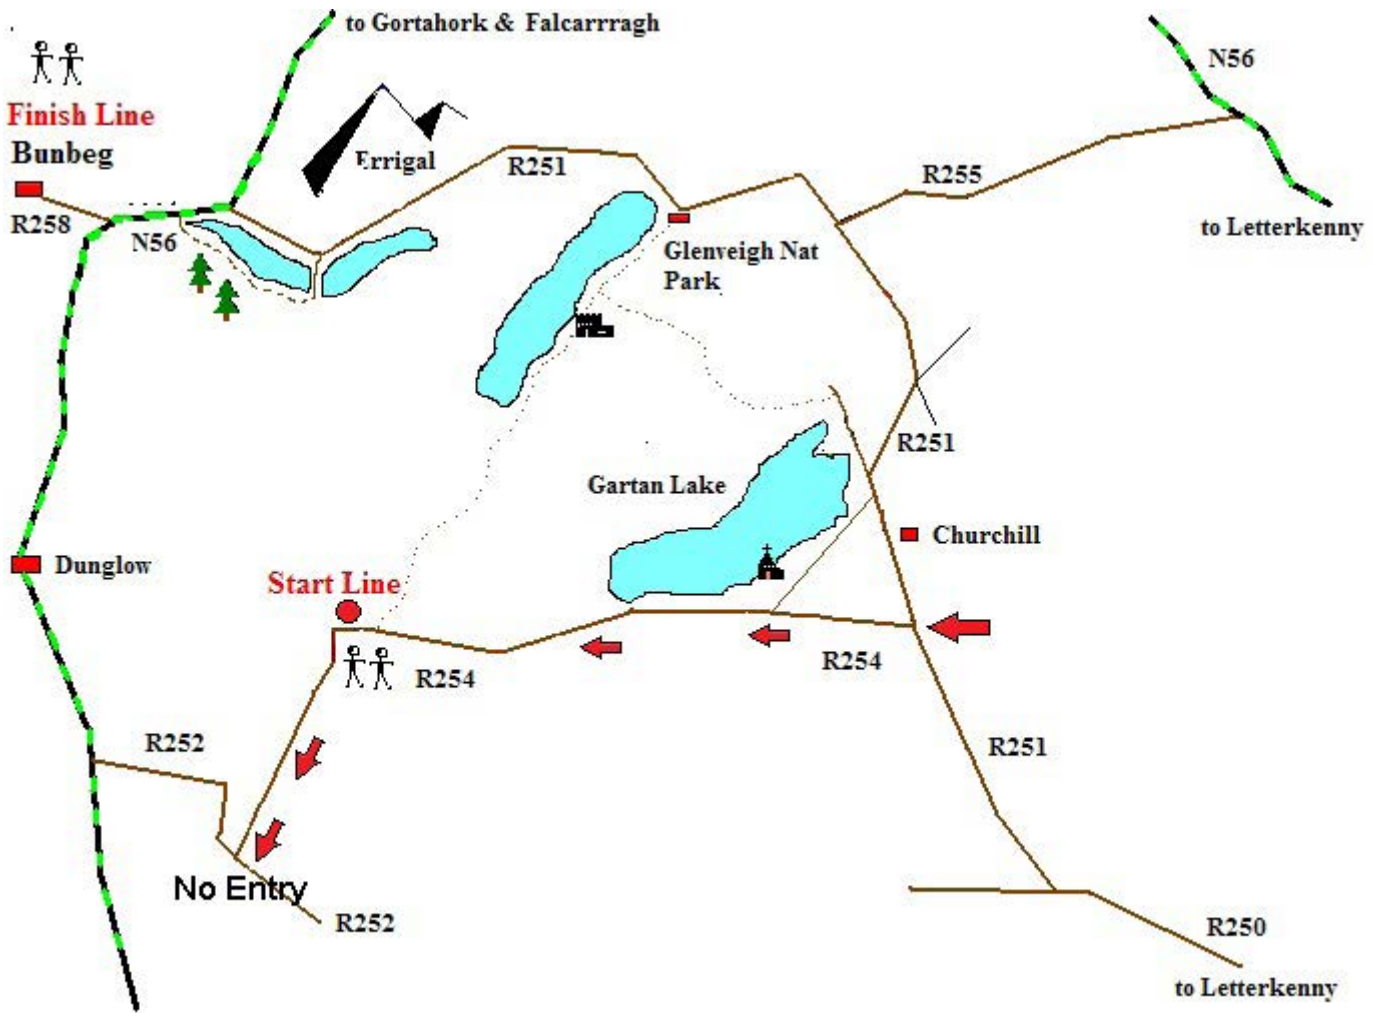 to Gortahork & Falcarrragh
N56
Finish Line
Bunbeg
Errigal
R251
R255
R258
N56
Glenveigh Nat
Park
to Letterkenny
R251
Gartan Lake
Churchill
Dunglow
Start Line
R254
R254
R252
R251
No Entry
R252
R250
to Letterkenny